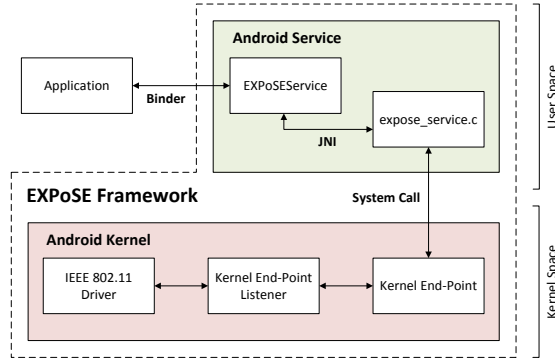 Android Service
Application
Binder
EXPoSEService
JNI
expose_service.c
User Space
EXPoSE Framework
System Call
Android Kernel
IEEE 802.11
Driver
Kernel End-Point
Listener
Kernel End-Point
Kernel Space